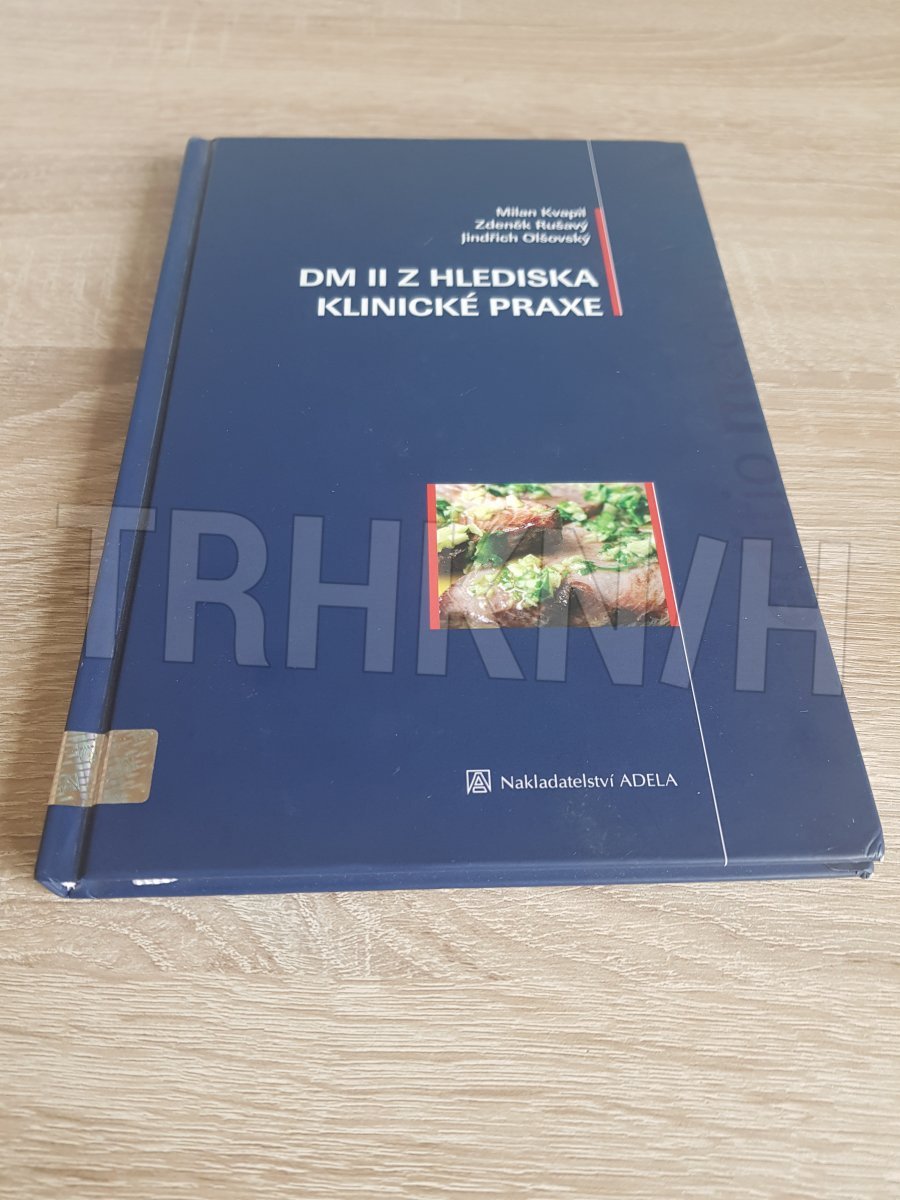 Milan Kvapil
Zdeněk Rušavý
Jindřich Olšovský
DM II Z HLEDISKA
KLINICKÉ PRAXE
TRHKNIH
Nakladatelství ADELA